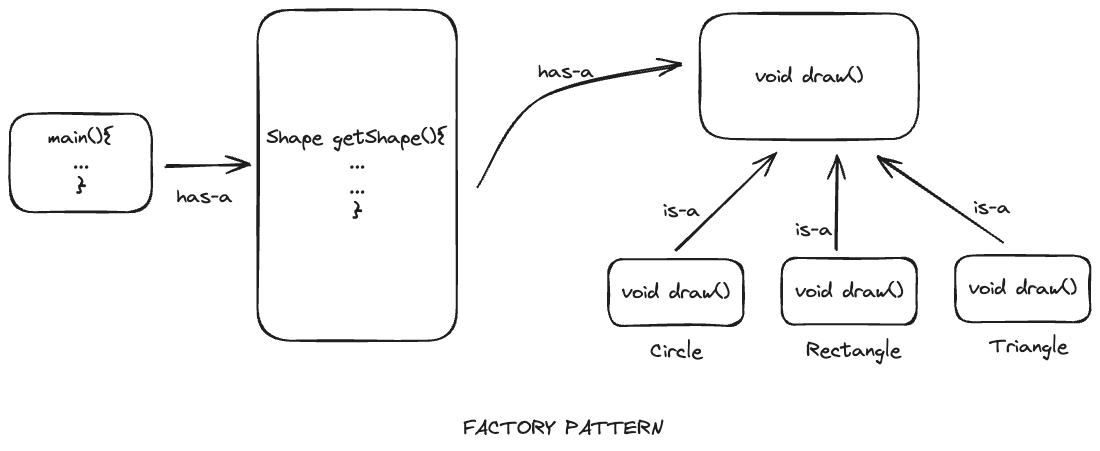 main(){
...
}
has-a
Shape getShape(){
...
...
}
has-a
void draw()
is-a
is-a
is-a
void draw()
Circle
void draw()
Rectangle
void draw()
Triangle
FACTORY PATTERN